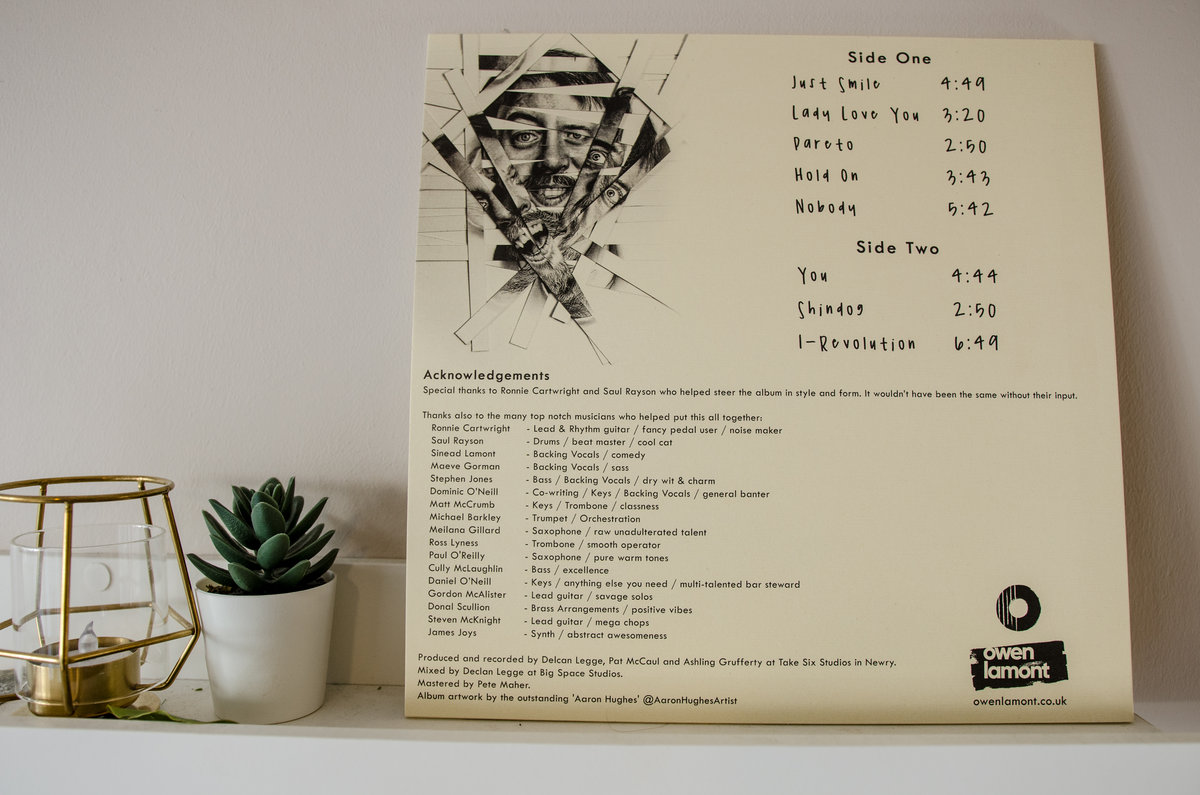 Side One
Just Smile 4:49
Lady Love You 3:20
Pareto 2:50
Hold On 3:43
Nobody 5:42
Side Two
You 4:44
Shindog 2:50
I-Revolution 6:49
Acknowledgements
Special thanks to Ronnie Cartwright and Saul Rayson who helped steer the album in style and form. It wouldn't have been the same without their input.
Thanks also to the many top notch musicians who helped put this all together:
Ronnie Cartwright - Lead & Rhythm guitar / fancy pedal user / noise maker
Saul Rayson - Drums / beat master / cool cat
Sinead Lamont - Backing Vocals / comedy
Maeve Gorman - Backing Vocals / sass
Stephen Jones - Bass / Backing Vocals / dry wit & charm
Dominic O'Neill - Co-writing / Keys / Backing Vocals / general banter
Matt McCrumb - Keys / Trombone / classness
Michael Barkley - Trumpet / Orchestration
Meilana Gillard - Saxophone / raw unadulterated talent
Ross Lyness - Trombone / smooth operator
Paul O'Reilly - Saxophone / pure warm tones
Cully McLaughlin - Bass / excellence
Daniel O'Neill - Keys / anything else you need / multi-talented bar steward
Gordon McAlister - Lead guitar / savage solos
Donal Scullion - Brass Arrangements / positive vibes
Steven McKnight - Lead guitar / mega chops
James Joys - Synth / abstract awesomeness
Produced and recorded by Delcan Legge, Pat McCaul and Ashling Grufferty at Take Six Studios in Newry.
Mixed by Declan Legge at Big Space Studios.
Mastered by Pete Maher.
Album artwork by the outstanding 'Aaron Hughes' @AaronHughesArtist
owen
lamont
owenlamont.co.uk